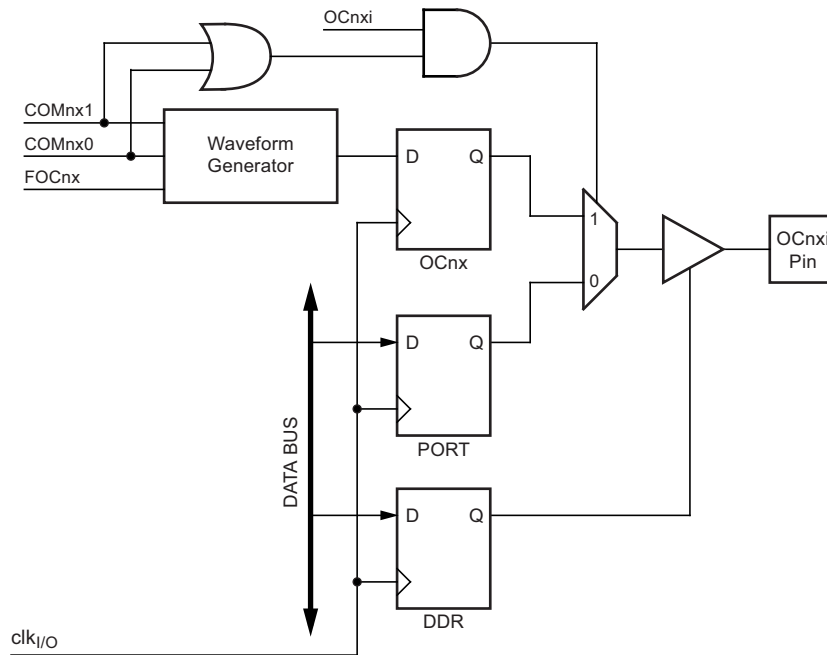 OCnxi
COMnx1
COMnx0
FOCnx
Waveform
Generator
D
Q
OCnx
1
0
OCnxi
Pin
D
Q
PORT
DATA BUS
D
Q
DDR
clkI/O